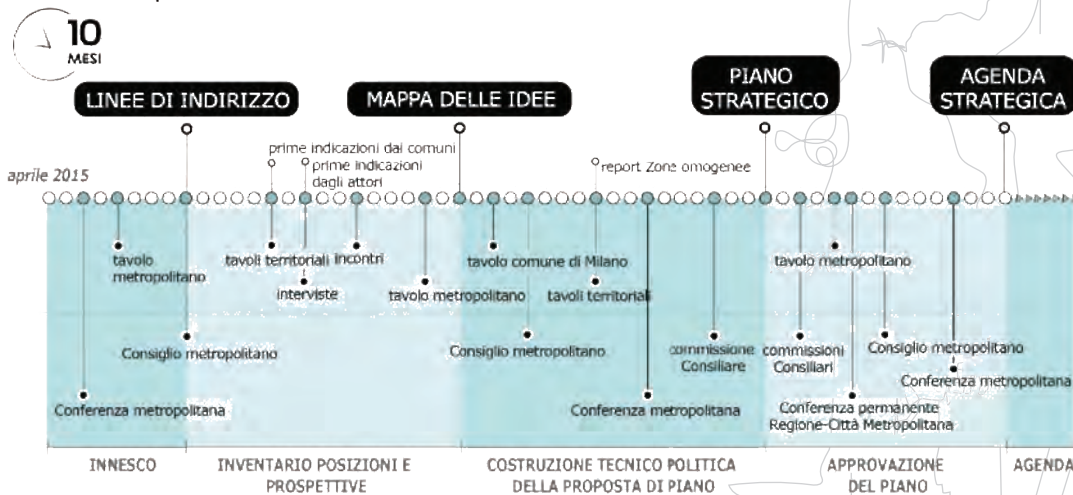 10
MESI
LINEE DI INDIRIZZO
MAPPA DELLE IDEE
PIANO
STRATEGICO
AGENDA
STRATEGICA
aprile 2015
prime indicazioni dai comuni
prime indicazioni
dagli attori
report Zone omogenee
tavolo
metropolitano
tavoli territoriali
incontri
interviste
tavolo metropolitano
tavolo comune di Milano
tavoli territoriali
tavolo metropolitano
Consiglio metropolitano
Consiglio metropolitano
commissione
Consiliare
commissioni
Consiliari
Consiglio metropolitano
Conferenza metropolitana
Conferenza metropolitana
Conferenza metropolitana
Conferenza permanente
Regione-Città Metropolitana
INNESCO
INVENTARIO POSIZIONI E
PROSPETTIVE
COSTRUZIONE TECNICO POLITICA
DELLA PROPOSTA DI PIANO
APPROVAZIONE
DEL PIANO
AGENDA